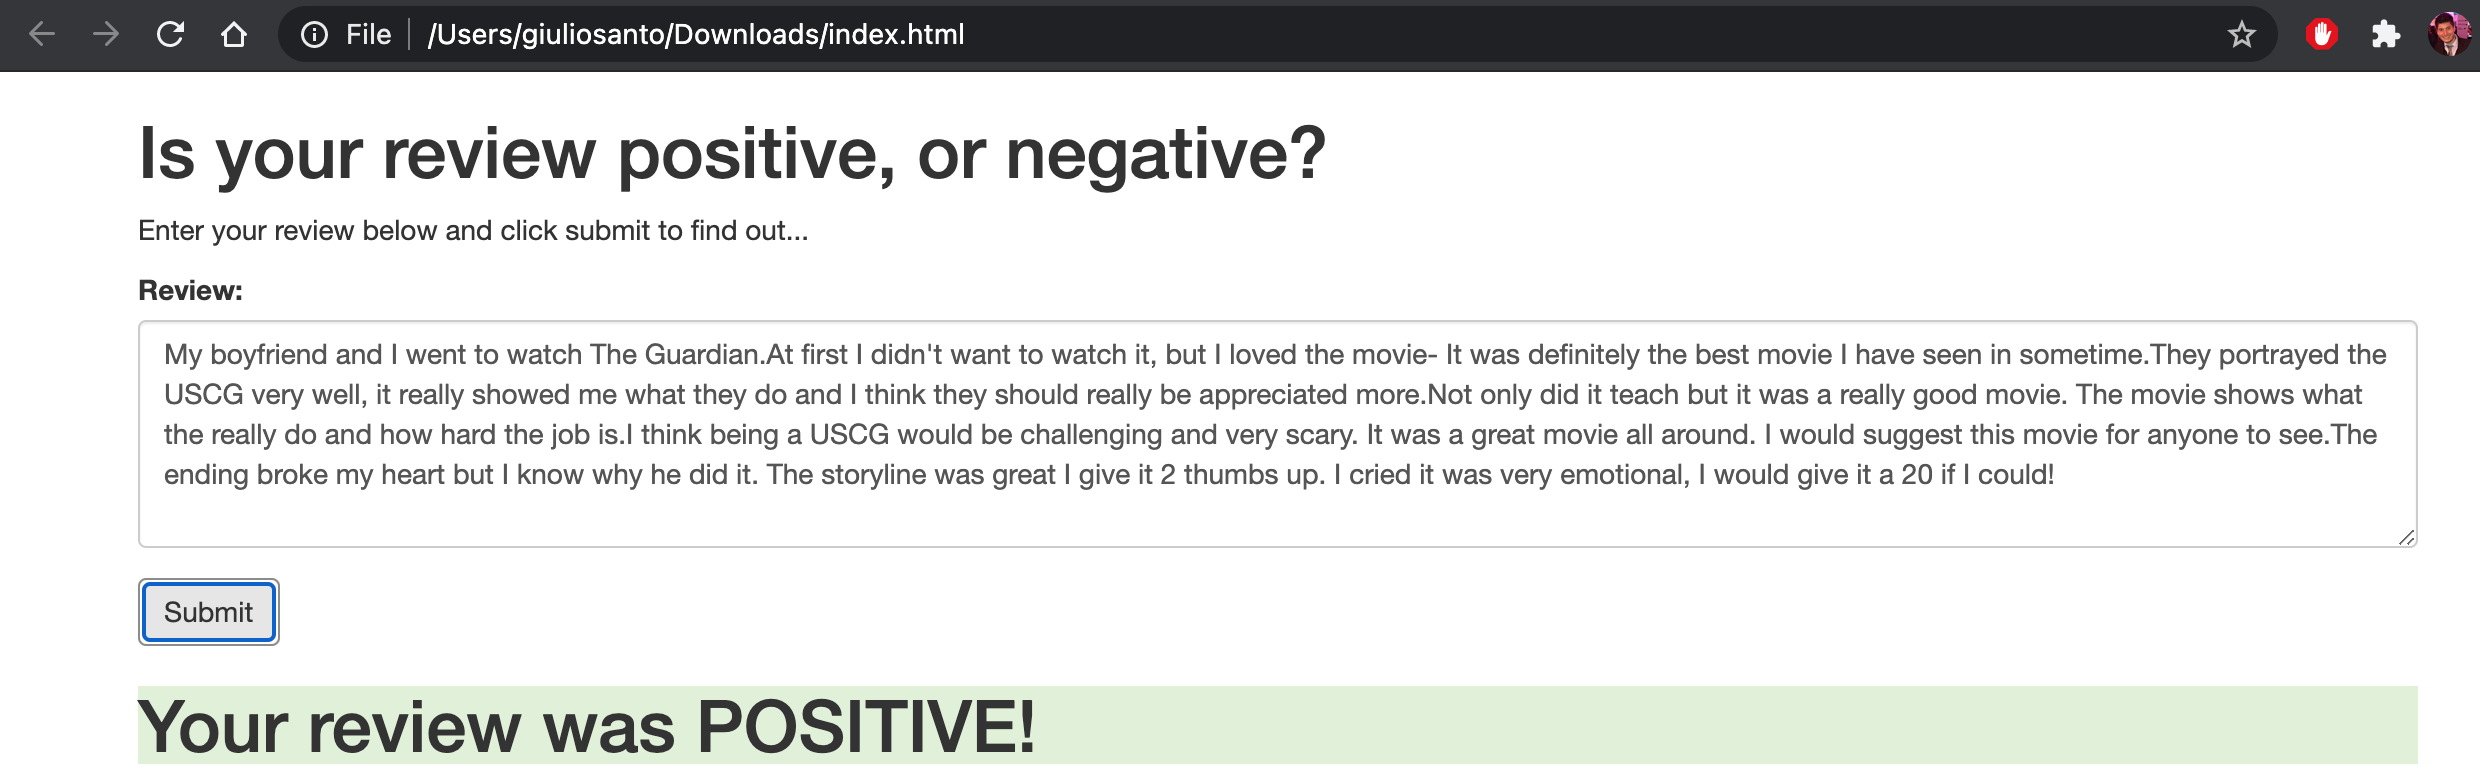 File /Users/giuliosanto/Downloads/index.html
Is your review positive, or negative?
Enter your review below and click submit to find out...
Review:
My boyfriend and I went to watch The Guardian.At first I didn't want to watch it, but I loved the movie- It was definitely the best movie I have seen in sometime.They portrayed the
USCG very well, it really showed me what they do and I think they should really be appreciated more.Not only did it teach but it was a really good movie. The movie shows what
the really do and how hard the job is.I think being a USCG would be challenging and very scary. It was a great movie all around. I would suggest this movie for anyone to see.The
ending broke my heart but I know why he did it. The storyline was great I give it 2 thumbs up. I cried it was very emotional, I would give it a 20 if I could!
Submit
Your review was POSITIVE!